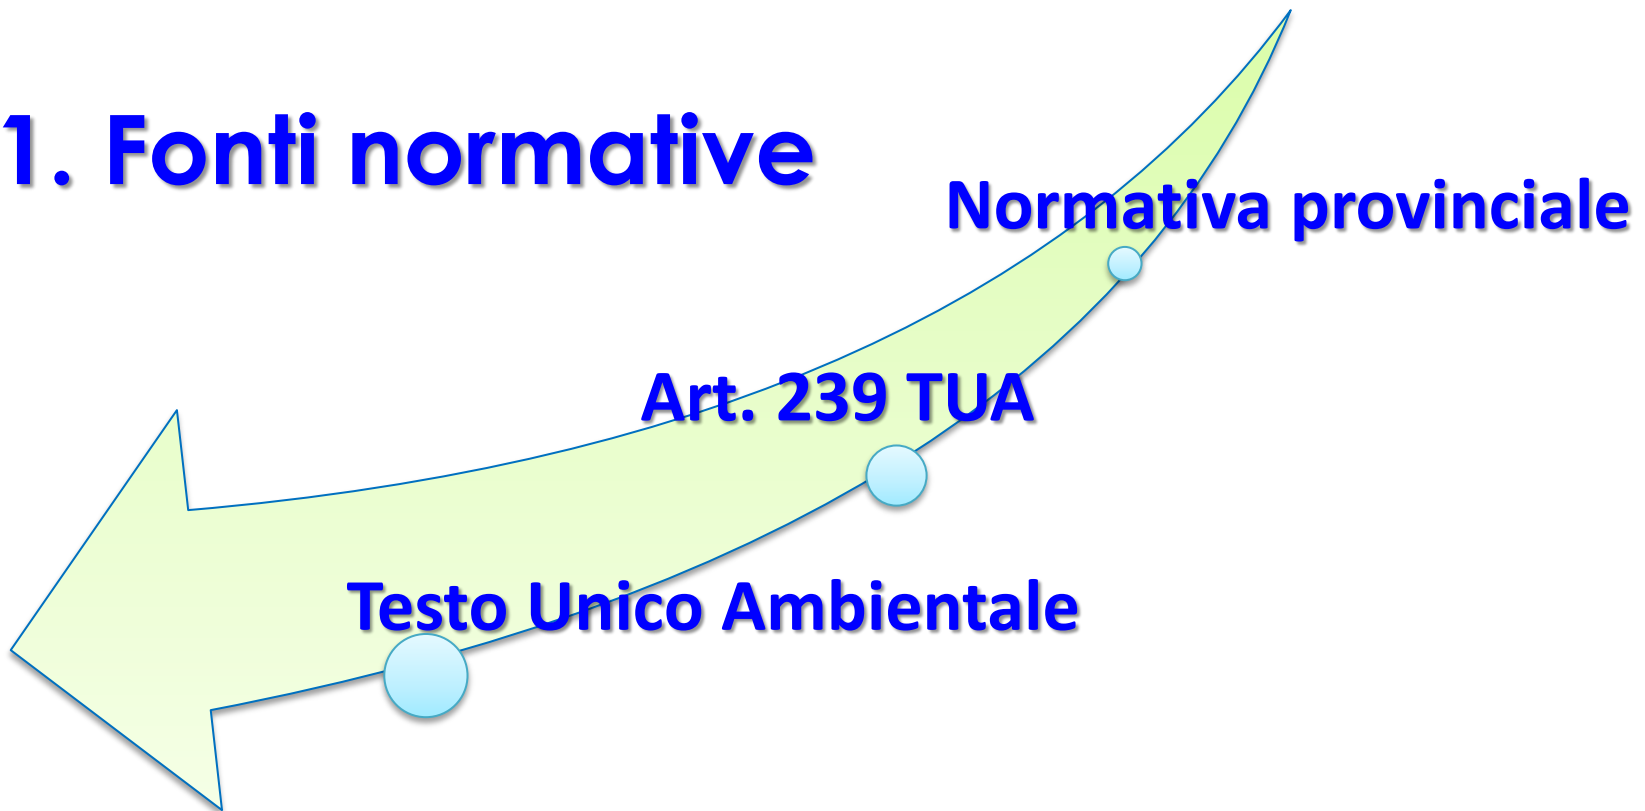 1. Fonti normative
Normativa provinciale
Art. 239 TUA
Testo Unico Ambientale